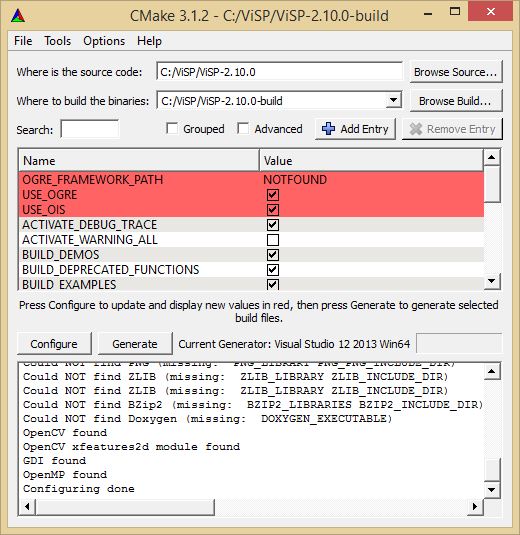 CMake 3.1.2 - C:/ViSP/ViSP-2.10.0-build
File Tools Options Help
Where is the source code: C:/ViSP/ViSP-2.10.0 Browse Source...
Where to build the binaries: C:/ViSP/ViSP-2.10.0-build Browse Build...
Search: Grouped Advanced Add Entry Remove Entry
Name Value
OGRE_FRAMEWORK_PATH NOTFOUND
USE_OGRE
USE_OIS
ACTIVATE_DEBUG_TRACE
ACTIVATE_WARNING_ALL
BUILD_DEMOS
BUILD_DEPRECATED_FUNCTIONS
BUILD_EXAMPLES
Press Configure to update and display new values in red, then press Generate to generate selected
build files.
Configure Generate Current Generator: Visual Studio 12 2013 Win64
Could NOT find PNG (missing: PNG_LIBRARY PNG_PNG_INCLUDE_DIR)
Could NOT find ZLIB (missing: ZLIB_LIBRARY ZLIB_INCLUDE_DIR)
Could NOT find BZip2 (missing: BZIP2_LIBRARIES BZIP2_INCLUDE_DIR)
Could NOT find Doxygen (missing: DOXYGEN_EXECUTABLE)
OpenCV found
OpenCV xfeatures2d module found
GDI found
OpenMP found
Configuring done